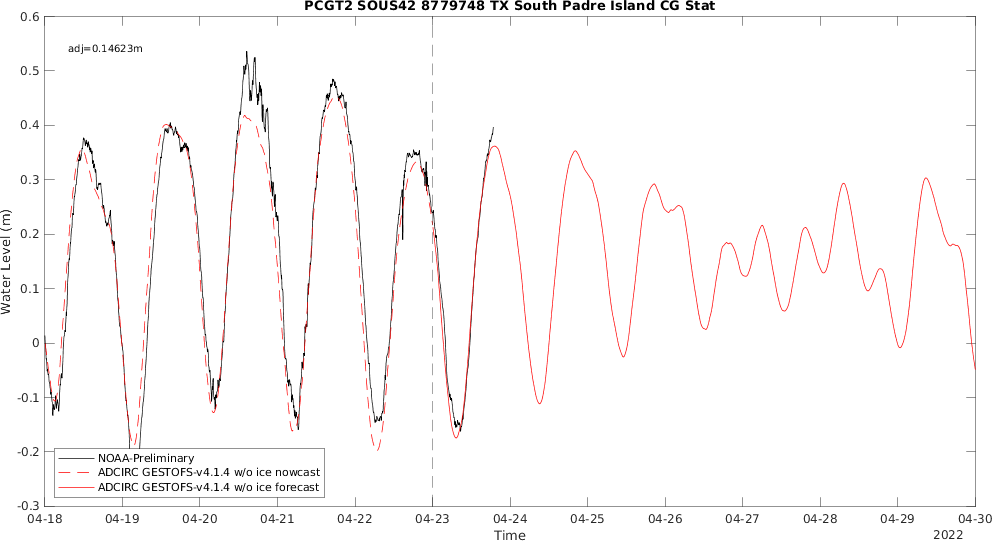 PCGT2 SOUS42 8779748 TX South Padre Island CG Stat
adj=0.14623m
0.6
0.5
0.4
0.3
0.2
0.1
0
-0.1
-0.2
-0.3
Water Level (m)
NOAA-Preliminary
ADCIRC GESTOFS-v4.1.4 w/o ice nowcast
ADCIRC GESTOFS-v4.1.4 w/o ice forecast
04-18 04-19 04-20 04-21 04-22 04-23 04-24 04-25 04-26 04-27 04-28 04-29 04-30
Time
2022